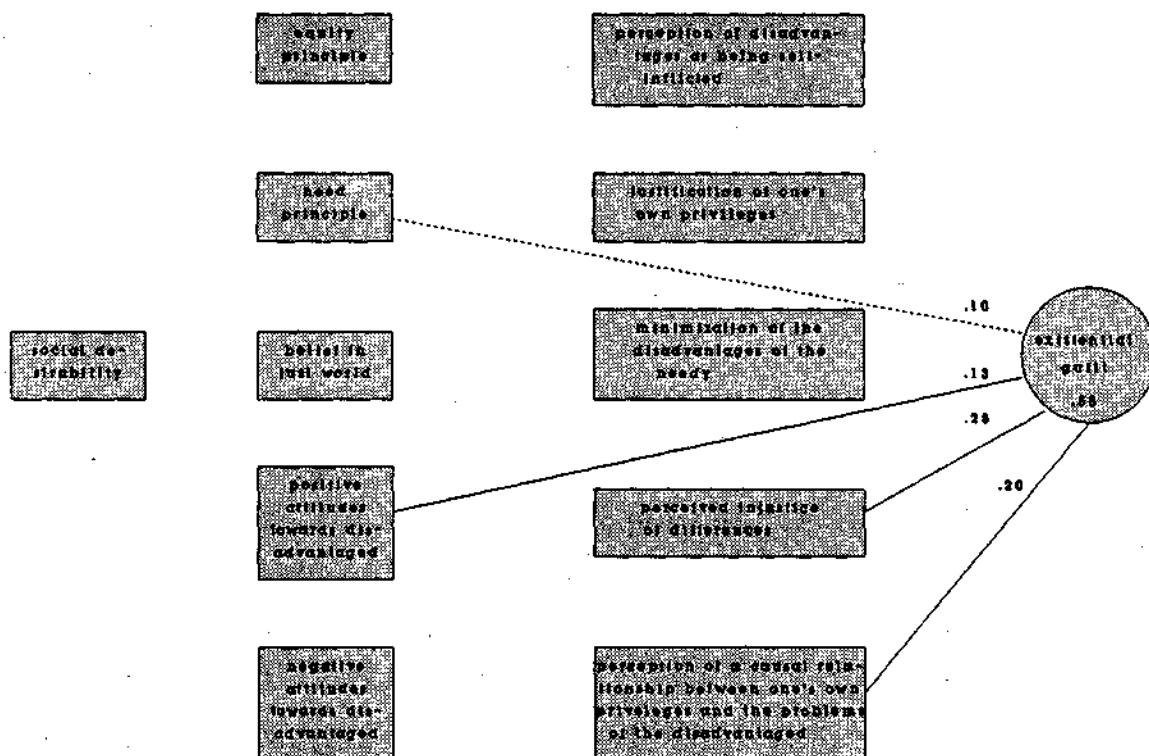 equity
principle
perception of disadvan-
tages as being self-
inflicted
need
principle
justification of one's
own privileges
.10
social de-
sirability
belief in
just world
minimization of the
disadvantages of the
needy
existential
guilt
.13
.28
.20
positive
attitudes
towards dis-
advantaged
perceived injustice
of differences
negative
attitudes
towards dis-
advantaged
perception of a causal rela-
tionship between one's own
priveleges and the problems
of the disadvantaged